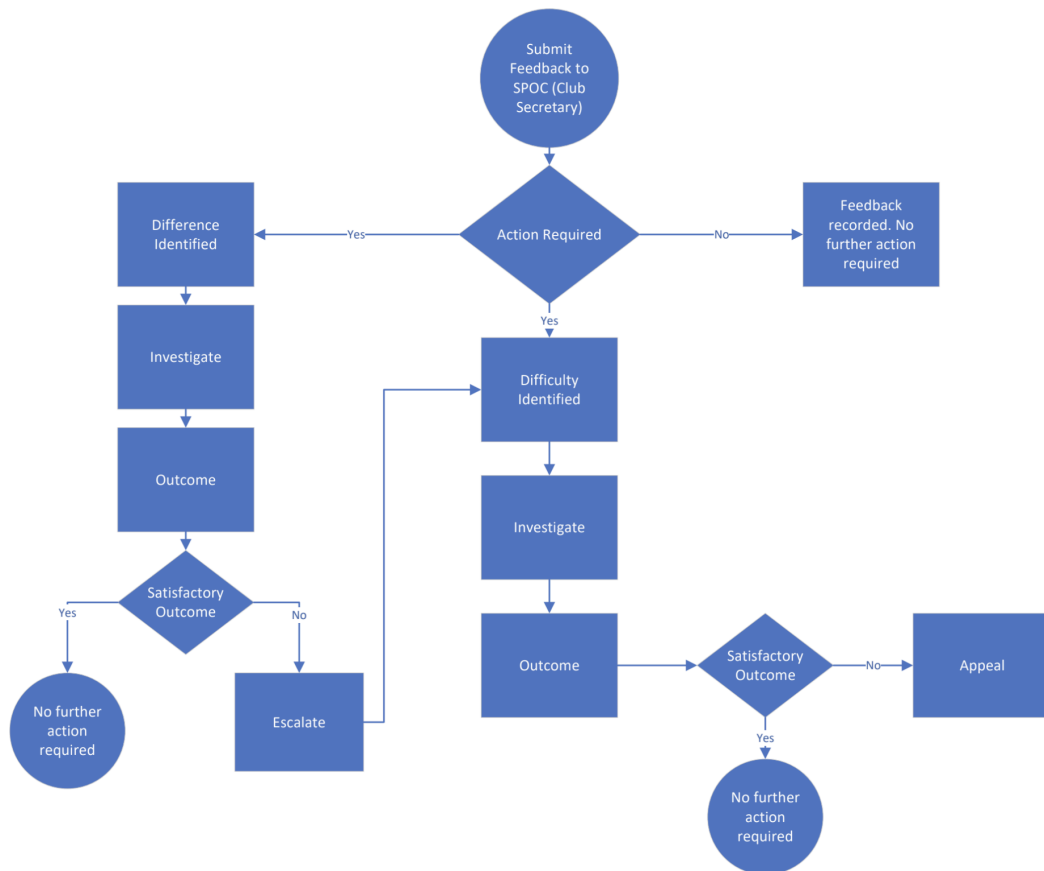 Submit
Feedback to
SPOC (Club
Secretary)
Difference
Identified
Yes
Action Required
No
Feedback
recorded. No
further action
required
Yes
Investigate
Difficulty
Identified
Outcome
Investigate
Satisfactory
Outcome
Yes
No
No further
action
required
Escalate
Outcome
Satisfactory
Outcome
No
Appeal
Yes
No further
action
required